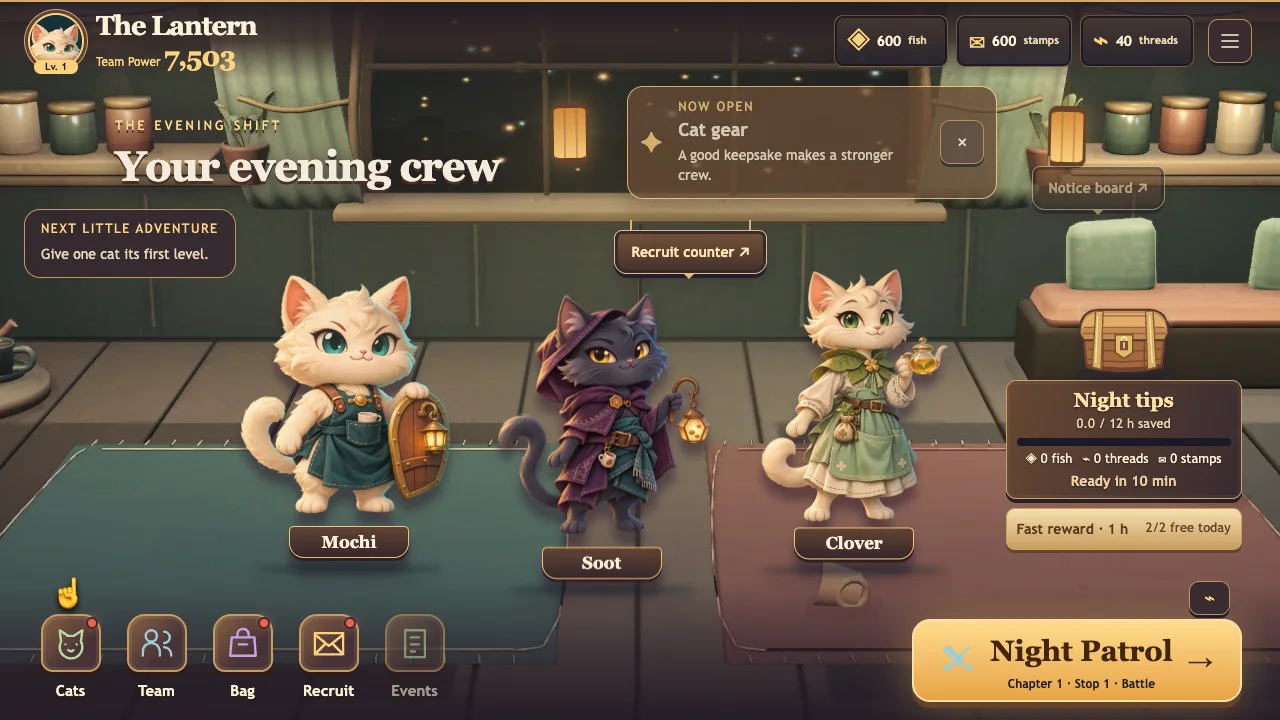 The Lantern
Lv. 1
Team Power 7,503
600 fish
600 stamps
40 threads
THE EVENING SHIFT
Your evening crew
NOW OPEN
Cat gear
A good keepsake makes a stronger
crew.
×
Notice board ↗
NEXT LITTLE ADVENTURE
Give one cat its first level.
Recruit counter ↗
Night tips
0.0 / 12 h saved
0 fish 0 threads 0 stamps
Ready in 10 min
Fast reward · 1 h 2/2 free today
Mochi
Soot
Clover
Cats
Team
Bag
Recruit
Events
Night Patrol →
Chapter 1 · Stop 1 · Battle